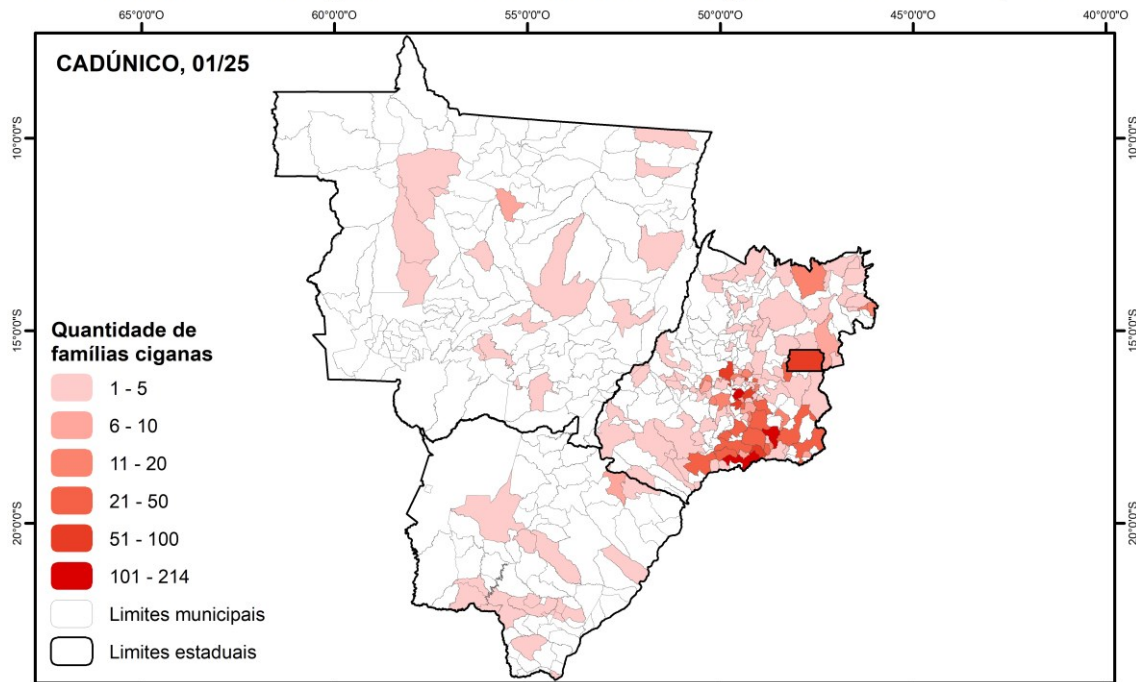 65°0'0"W 60°0'0"W 55°0'0"W 50°0'0"W 45°0'0"W 40°0'0"W
CADÚNICO, 01/25
10°0'0"S 10°0'0"S
15°0'0"S 15°0'0"S
20°0'0"S 20°0'0"S
Quantidade de
famílias ciganas
1 - 5
6 - 10
11 - 20
21 - 50
51 - 100
101 - 214
Limites municipais
Limites estaduais